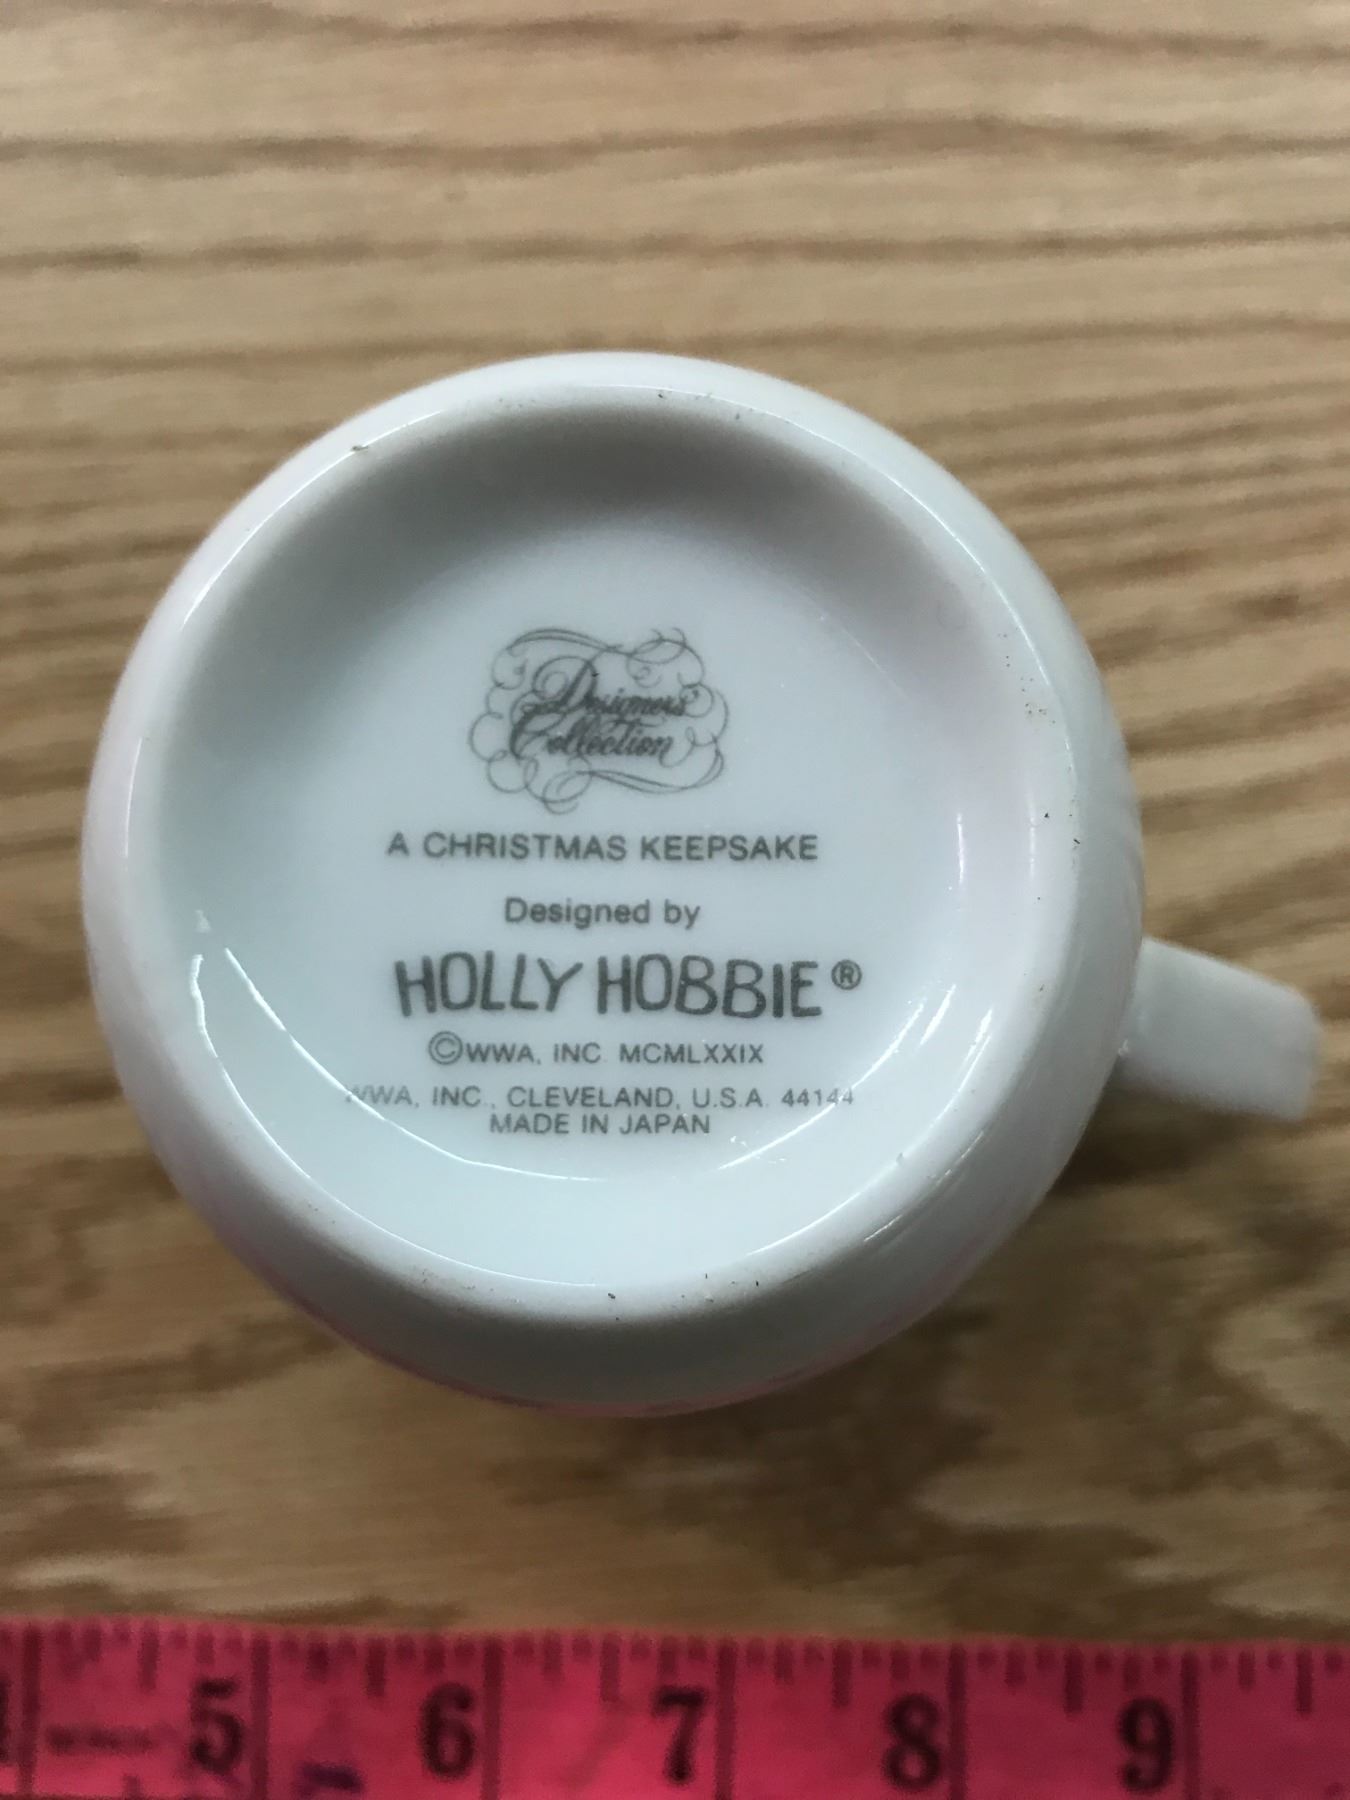 Designers'
Collection
A CHRISTMAS KEEPSAKE
Designed by
HOLLY HOBBIE®
©WWA, INC. MCMLXXIX
WWA, INC., CLEVELAND, U.S.A. 44144
MADE IN JAPAN
5 6 7 8 9